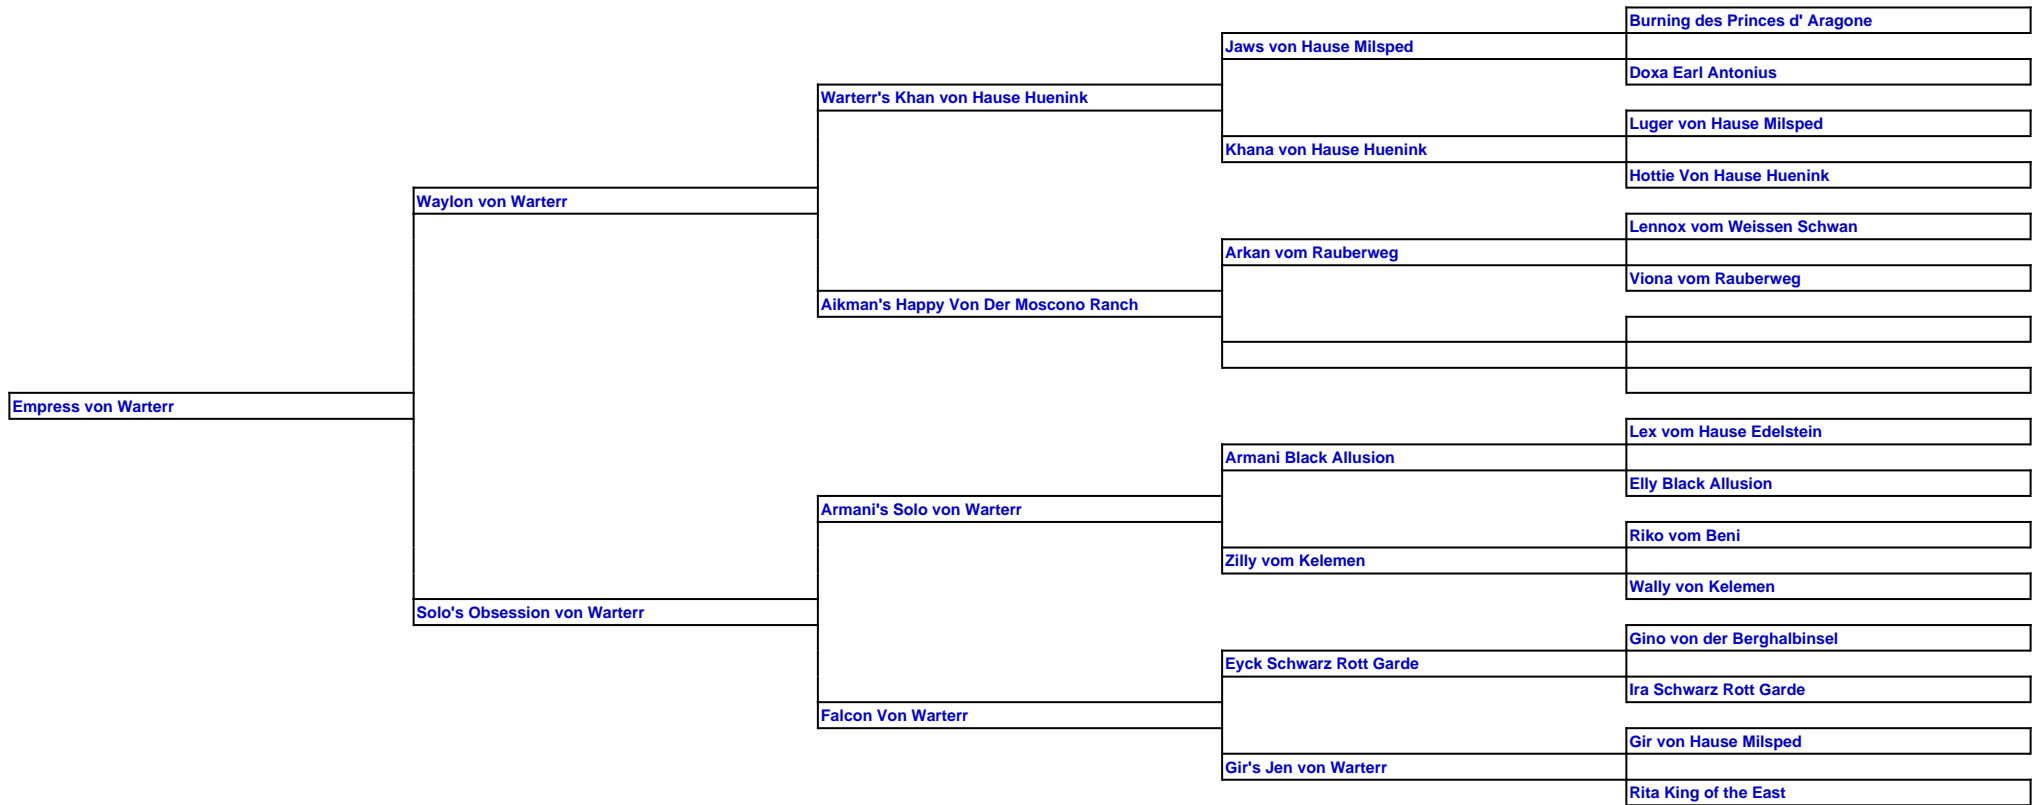 Burning des Princes d' Aragone
Jaws von Hause Milsped
Doxa Earl Antonius
Warterr's Khan von Hause Huenink
Luger von Hause Milsped
Khana von Hause Huenink
Hottie Von Hause Huenink
Waylon von Warterr
Lennox vom Weissen Schwan
Arkan vom Rauberweg
Viona vom Rauberweg
Aikman's Happy Von Der Moscono Ranch
Empress von Warterr
Lex vom Hause Edelstein
Armani Black Allusion
Elly Black Allusion
Armani's Solo von Warterr
Riko vom Beni
Zilly vom Kelemen
Wally von Kelemen
Solo's Obsession von Warterr
Gino von der Berghalbinsel
Eyck Schwarz Rott Garde
Ira Schwarz Rott Garde
Falcon Von Warterr
Gir von Hause Milsped
Gir's Jen von Warterr
Rita King of the East